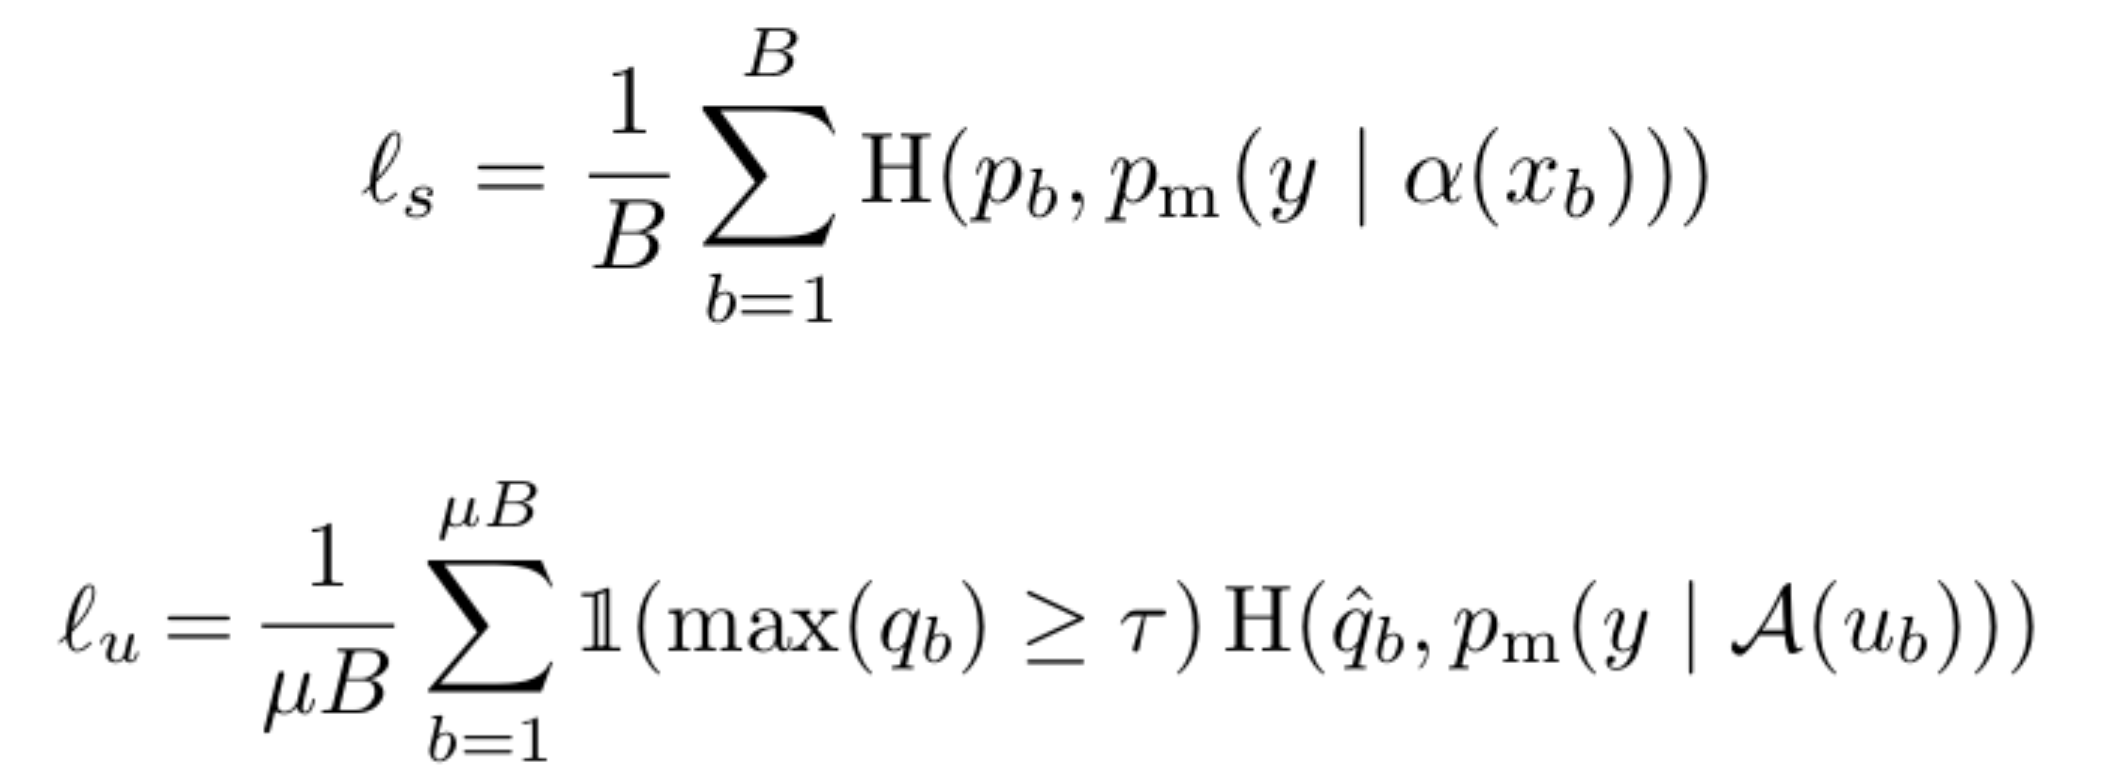 ℓ_s = \frac{1}{B} \sum_{b=1}^{B} H(p_b, p_m(y | α(x_b)))
ℓ_u = \frac{1}{μB} \sum_{b=1}^{μB} 𝟙(max(q_b) ≥ τ) H(\hat{q}_b, p_m(y | 𝒜(u_b)))